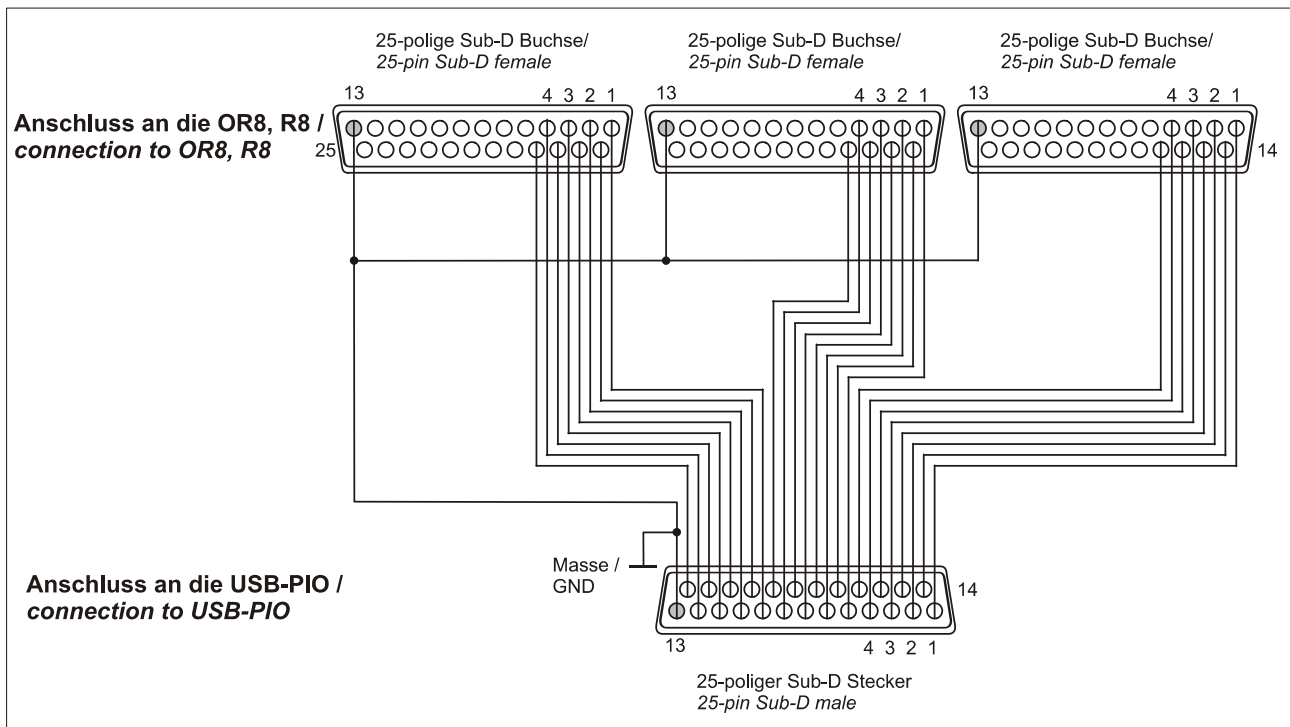 25-polige Sub-D Buchse/
25-pin Sub-D female
25-polige Sub-D Buchse/
25-pin Sub-D female
25-polige Sub-D Buchse/
25-pin Sub-D female
13 4 3 2 1
13 4 3 2 1
13 4 3 2 1
Anschluss an die OR8, R8 /
connection to OR8, R8
25
14
Masse /
GND
Anschluss an die USB-PIO /
connection to USB-PIO
14
13 4 3 2 1
25-poliger Sub-D Stecker
25-pin Sub-D male